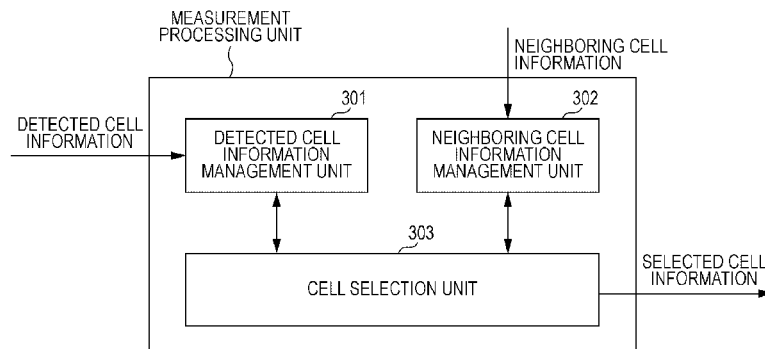 MEASUREMENT
PROCESSING UNIT
NEIGHBORING CELL
INFORMATION
301
302
DETECTED CELL
INFORMATION
DETECTED CELL
INFORMATION
MANAGEMENT UNIT
NEIGHBORING CELL
INFORMATION
MANAGEMENT UNIT
303
CELL SELECTION UNIT
SELECTED CELL
INFORMATION